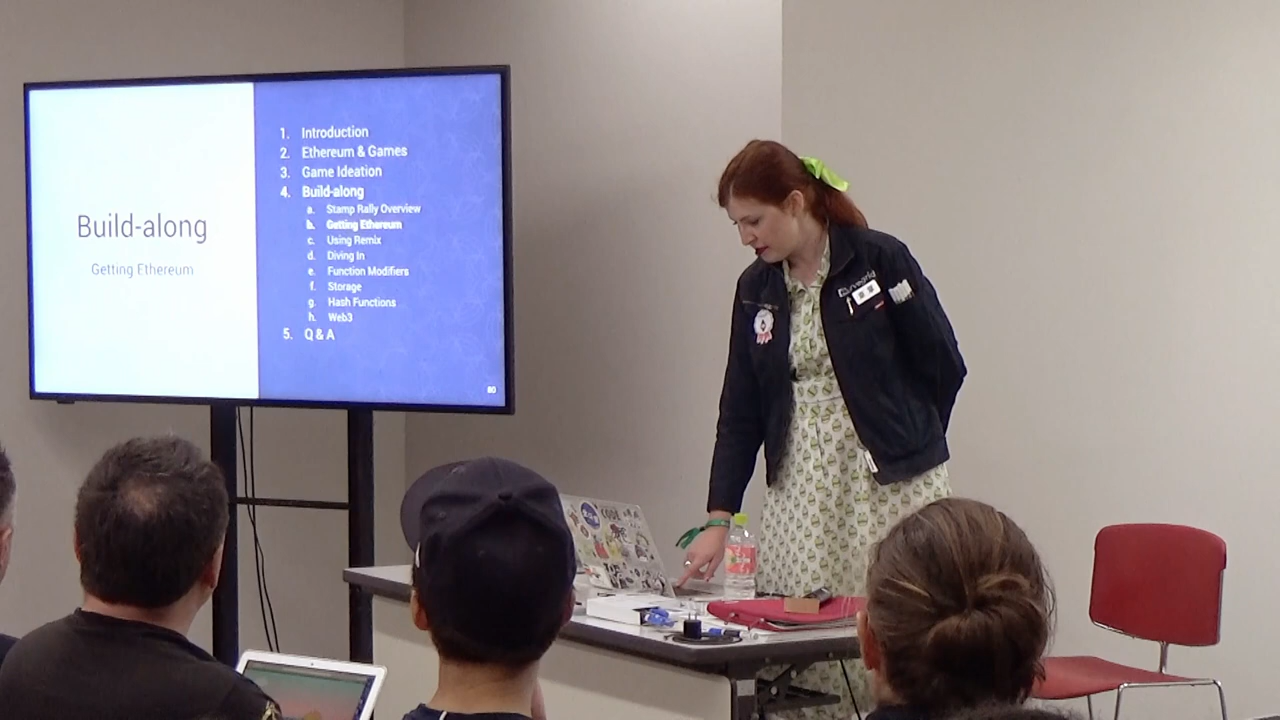 Build-along
Getting Ethereum
1. Introduction
2. Ethereum & Games
3. Game Ideation
4. Build-along
a. Stamp Rally Overview
b. Getting Ethereum
c. Using Remix
d. Diving In
e. Function Modifiers
f. Storage
g. Hash Functions
h. Web3
5. Q & A
80
CODE